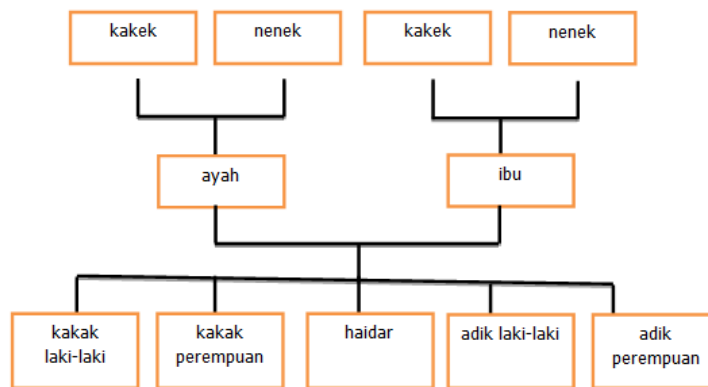 kakek
nenek
kakek
nenek
ayah
ibu
kakak
laki-laki
kakak
perempuan
haidar
adik laki-laki
adik
perempuan